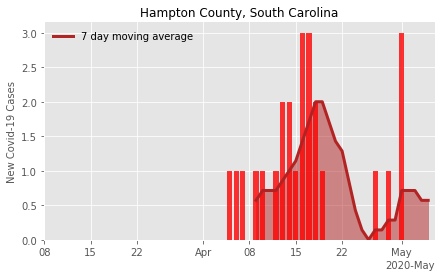 Hampton County, South Carolina
7 day moving average
New Covid-19 Cases
3.0
2.5
2.0
1.5
1.0
0.5
0.0
08 15 22 Apr 08 15 22 May
2020-May